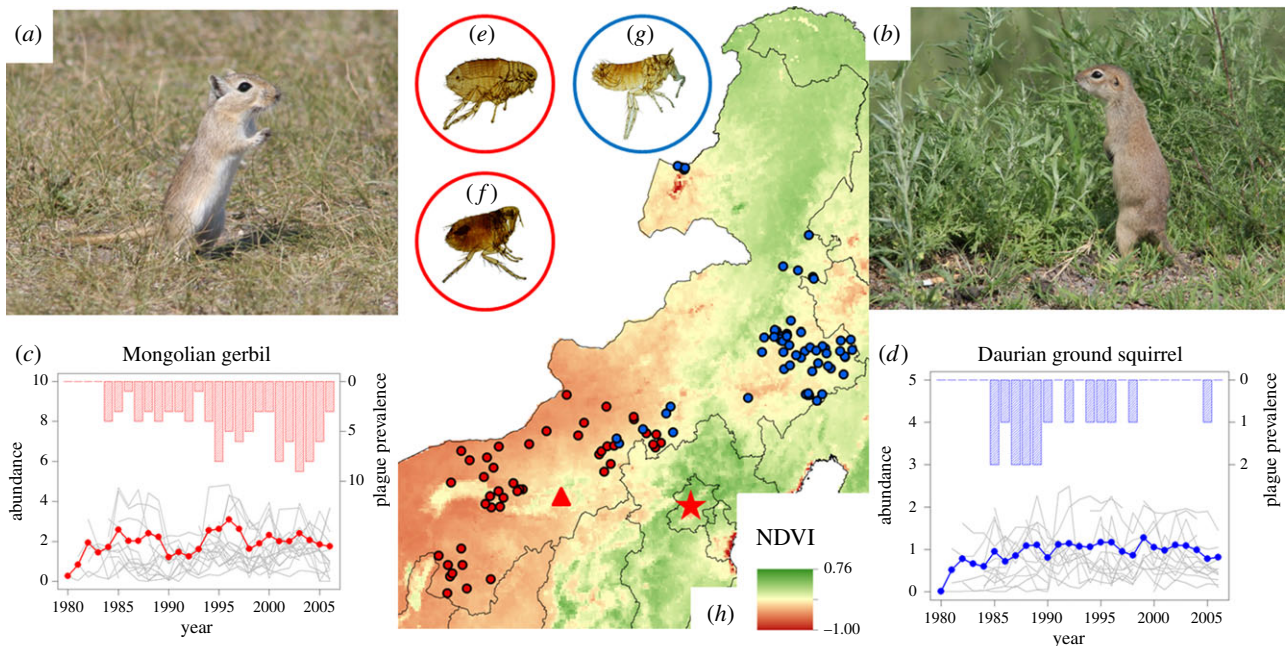 (a)
(e)
(g)
(b)
(f)
(c) Mongolian gerbil
10
8
6
4
2
0
abundance
0
5
10
plague prevalence
1980 1985 1990 1995 2000 2005
year
NDVI
0.76
–1.00
(h)
(d) Daurian ground squirrel
5
4
3
2
1
0
abundance
0
1
2
plague prevalence
1980 1985 1990 1995 2000 2005
year